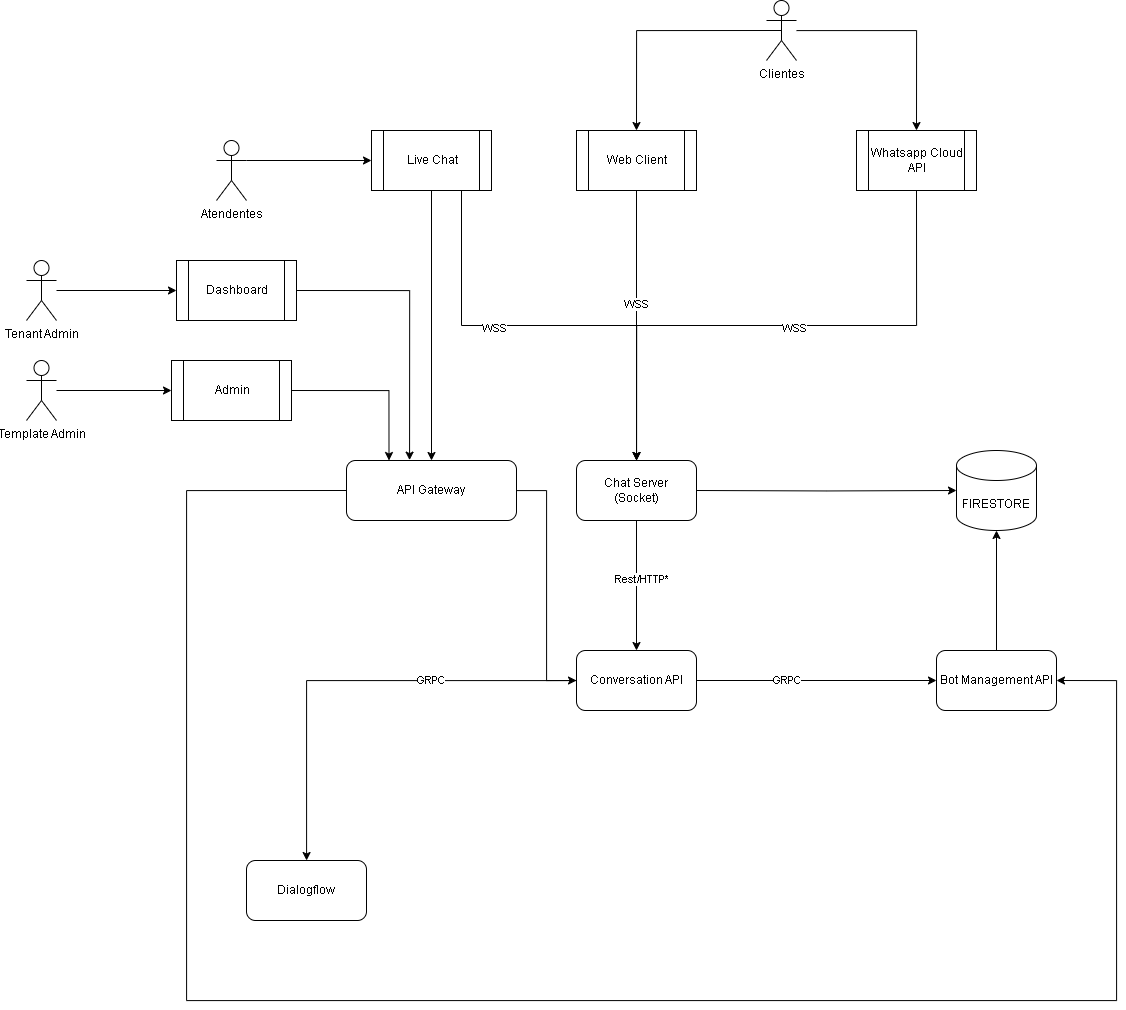 Clientes
Live Chat
Web Client
Whatsapp Cloud
API
Atendentes
Dashboard
Tenant Admin
WSS
WSS
WSS
Admin
Template Admin
API Gateway
Chat Server
(Socket)
FIRESTORE
Rest/HTTP*
GRPC
Conversation API
GRPC
Bot Management API
Dialogflow